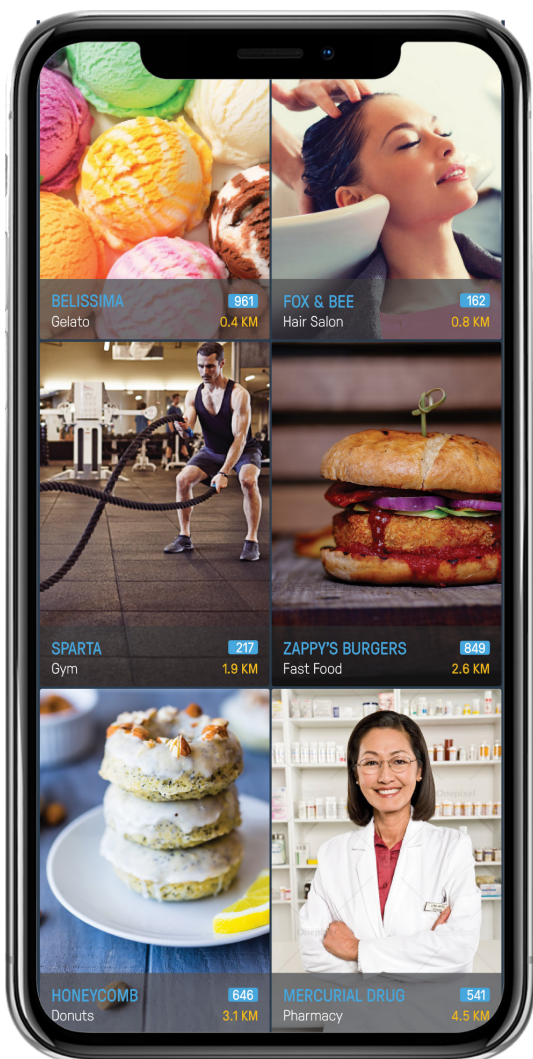 BELISSIMA 961
Gelato 0.4 KM
FOX & BEE 162
Hair Salon 0.8 KM
SPARTA 217
Gym 1.9 KM
ZAPPY'S BURGERS 849
Fast Food 2.6 KM
HONEYCOMB 646
Donuts 3.1 KM
MERCURIAL DRUG 541
Pharmacy 4.5 KM